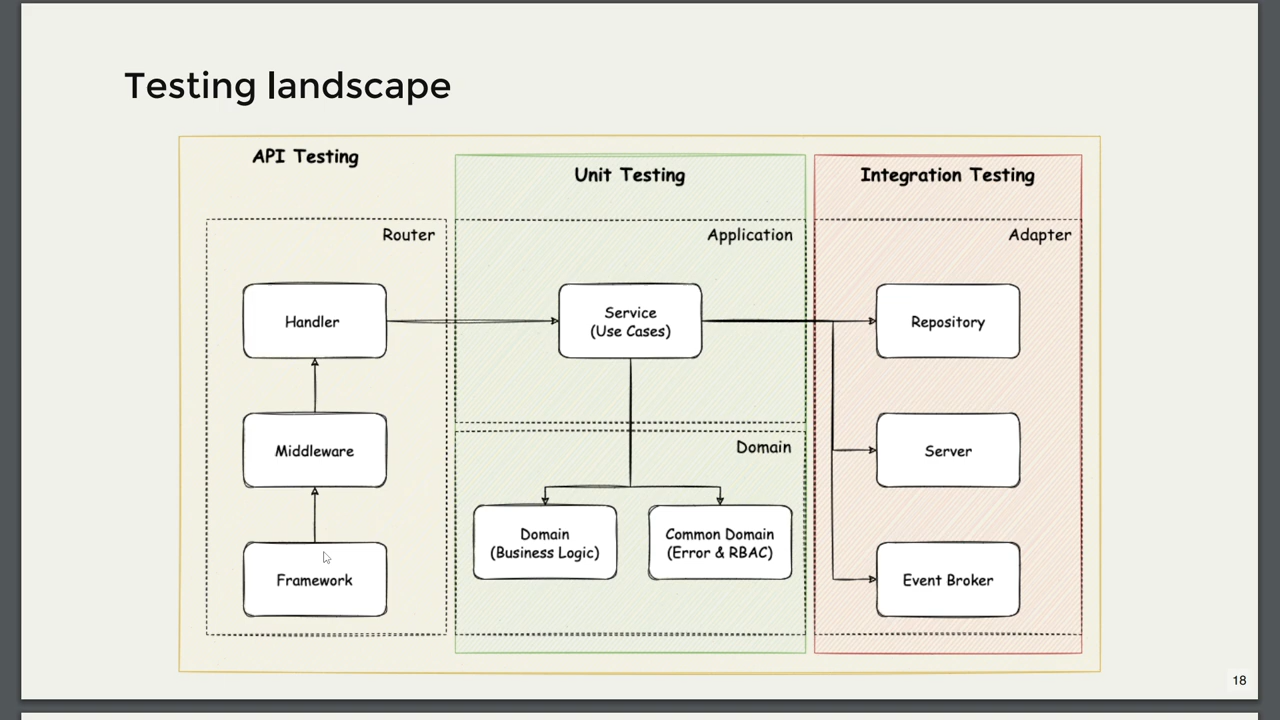 Testing landscape
API Testing
Unit Testing
Integration Testing
Router
Application
Adapter
Handler
Service
(Use Cases)
Repository
Middleware
Domain
Server
Domain
(Business Logic)
Common Domain
(Error & RBAC)
Framework
Event Broker
18